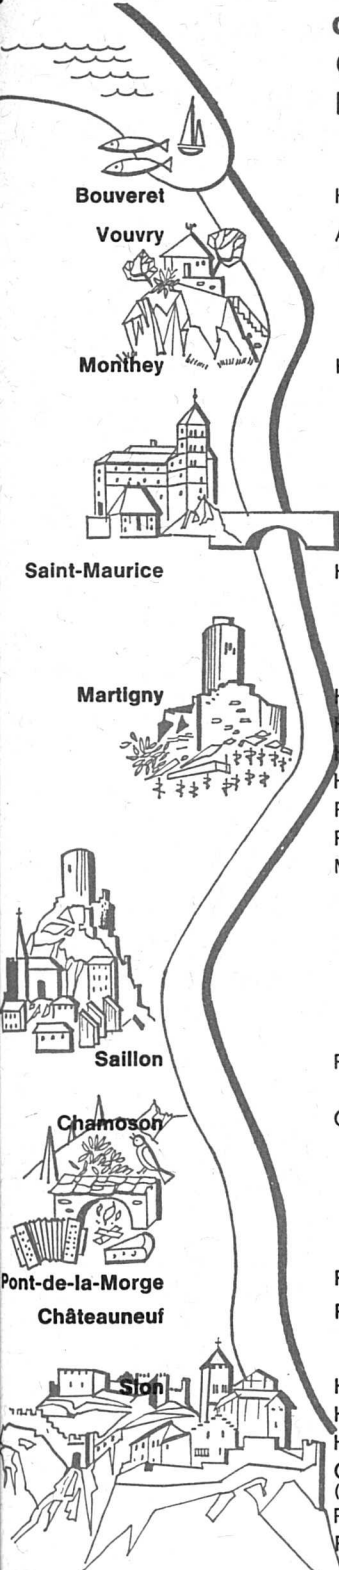 Bouveret
Vouvry
Monthey
Saint-Maurice
Martigny
Saillon
Chamoson
Pont-de-la-Morge
Châteauneuf
Sion